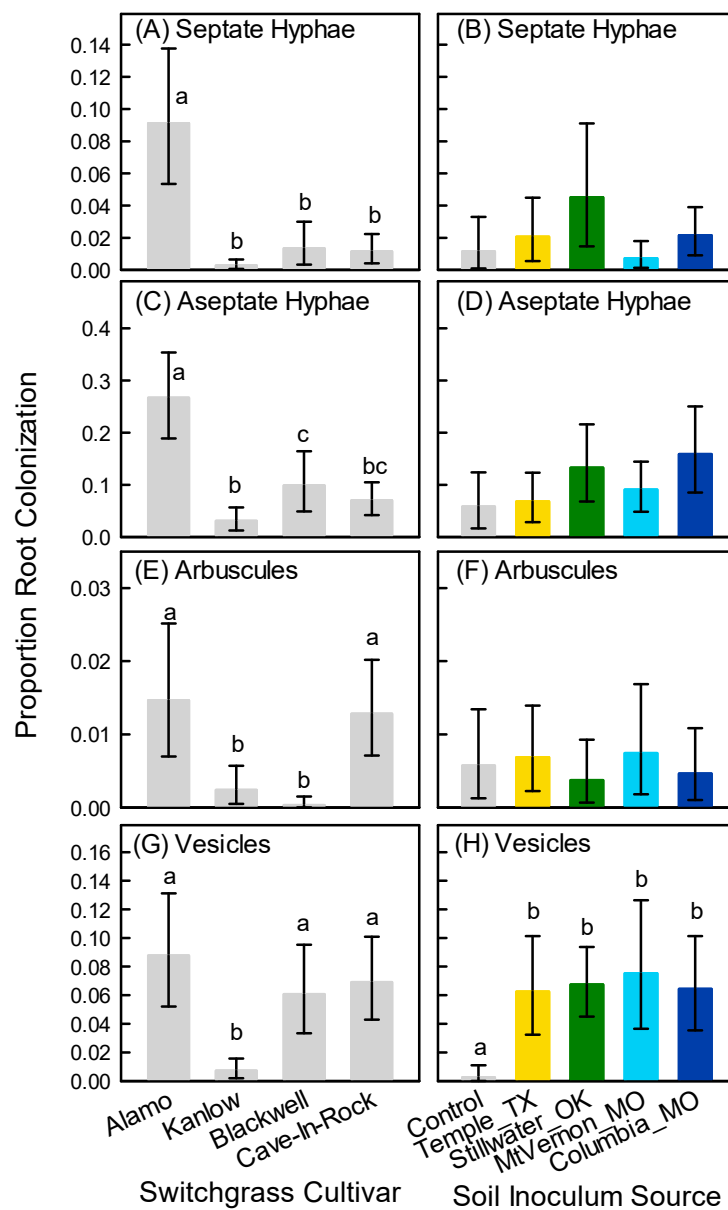 Proportion Root Colonization
(A) Septate Hyphae
0.14
0.12
0.10
0.08
0.06
0.04
0.02
0.00
a
b
b
b
(B) Septate Hyphae
(C) Aseptate Hyphae
0.4
0.3
0.2
0.1
0.0
a
b
c
bc
(D) Aseptate Hyphae
(E) Arbuscules
0.03
0.02
0.01
0.00
a
b
b
a
(F) Arbuscules
(G) Vesicles
0.16
0.14
0.12
0.10
0.08
0.06
0.04
0.02
0.00
a
b
a
a
(H) Vesicles
a
b
b
b
b
Alamo
Kanlow
Blackwell
Cave-In-Rock
Control
Temple_TX
Stillwater_OK
MtVernon_MO
Columbia_MO
Switchgrass Cultivar
Soil Inoculum Source